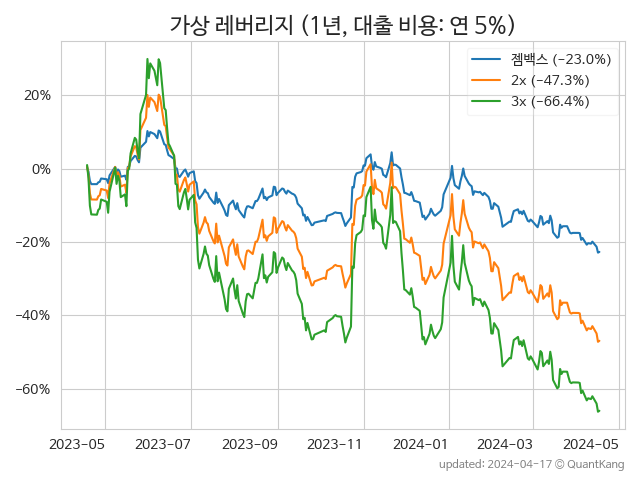 가상 레버리지 (1년, 대출 비용: 연 5%)
젬백스 (−23.0%)
2x (−47.3%)
3x (−66.4%)
20%
0%
−20%
−40%
−60%
2023−05 2023−07 2023−09 2023−11 2024−01 2024−03 2024−05
updated: 2024−04−17 © QuantKang